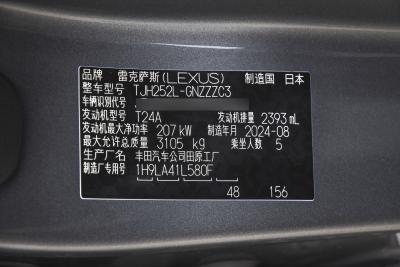 品牌 雷克萨斯(LEXUS) 制造国 日本
整车型号 TJH252L-GNZZZC3
车辆识别代号
发动机型号 T24A 发动机排量 2393 mL
发动机最大净功率 207 kW 制造年月 2024-08
最大允许总质量 3105 kg 乘坐人数 5
生产厂名称 丰田汽车公司田原工厂
制造厂专用号 1H9LA41L580F
48 156